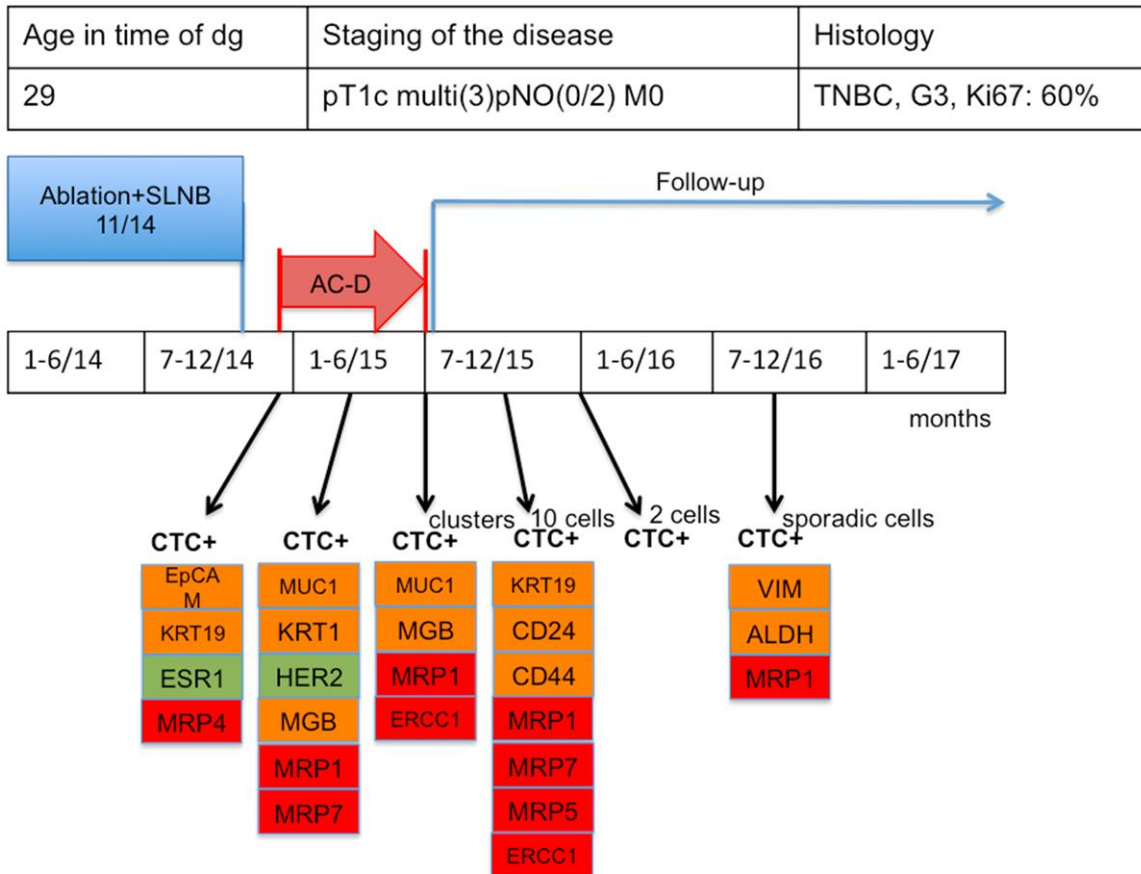 Age in time of dg
Staging of the disease
Histology
29
pT1c multi(3)pNO(0/2) M0
TNBC, G3, Ki67: 60%
Ablation+SLNB
11/14
Follow-up
AC-D
1-6/14
7-12/14
1-6/15
7-12/15
1-6/16
7-12/16
1-6/17
months
clusters
10 cells
2 cells
sporadic cells
CTC+
CTC+
CTC+
CTC+
CTC+
CTC+
EpCA
M
KRT19
ESR1
MRP4
MUC1
KRT1
HER2
MGB
MRP1
MRP7
MUC1
MGB
MRP1
ERCC1
KRT19
CD24
CD44
MRP1
MRP7
MRP5
ERCC1
VIM
ALDH
MRP1